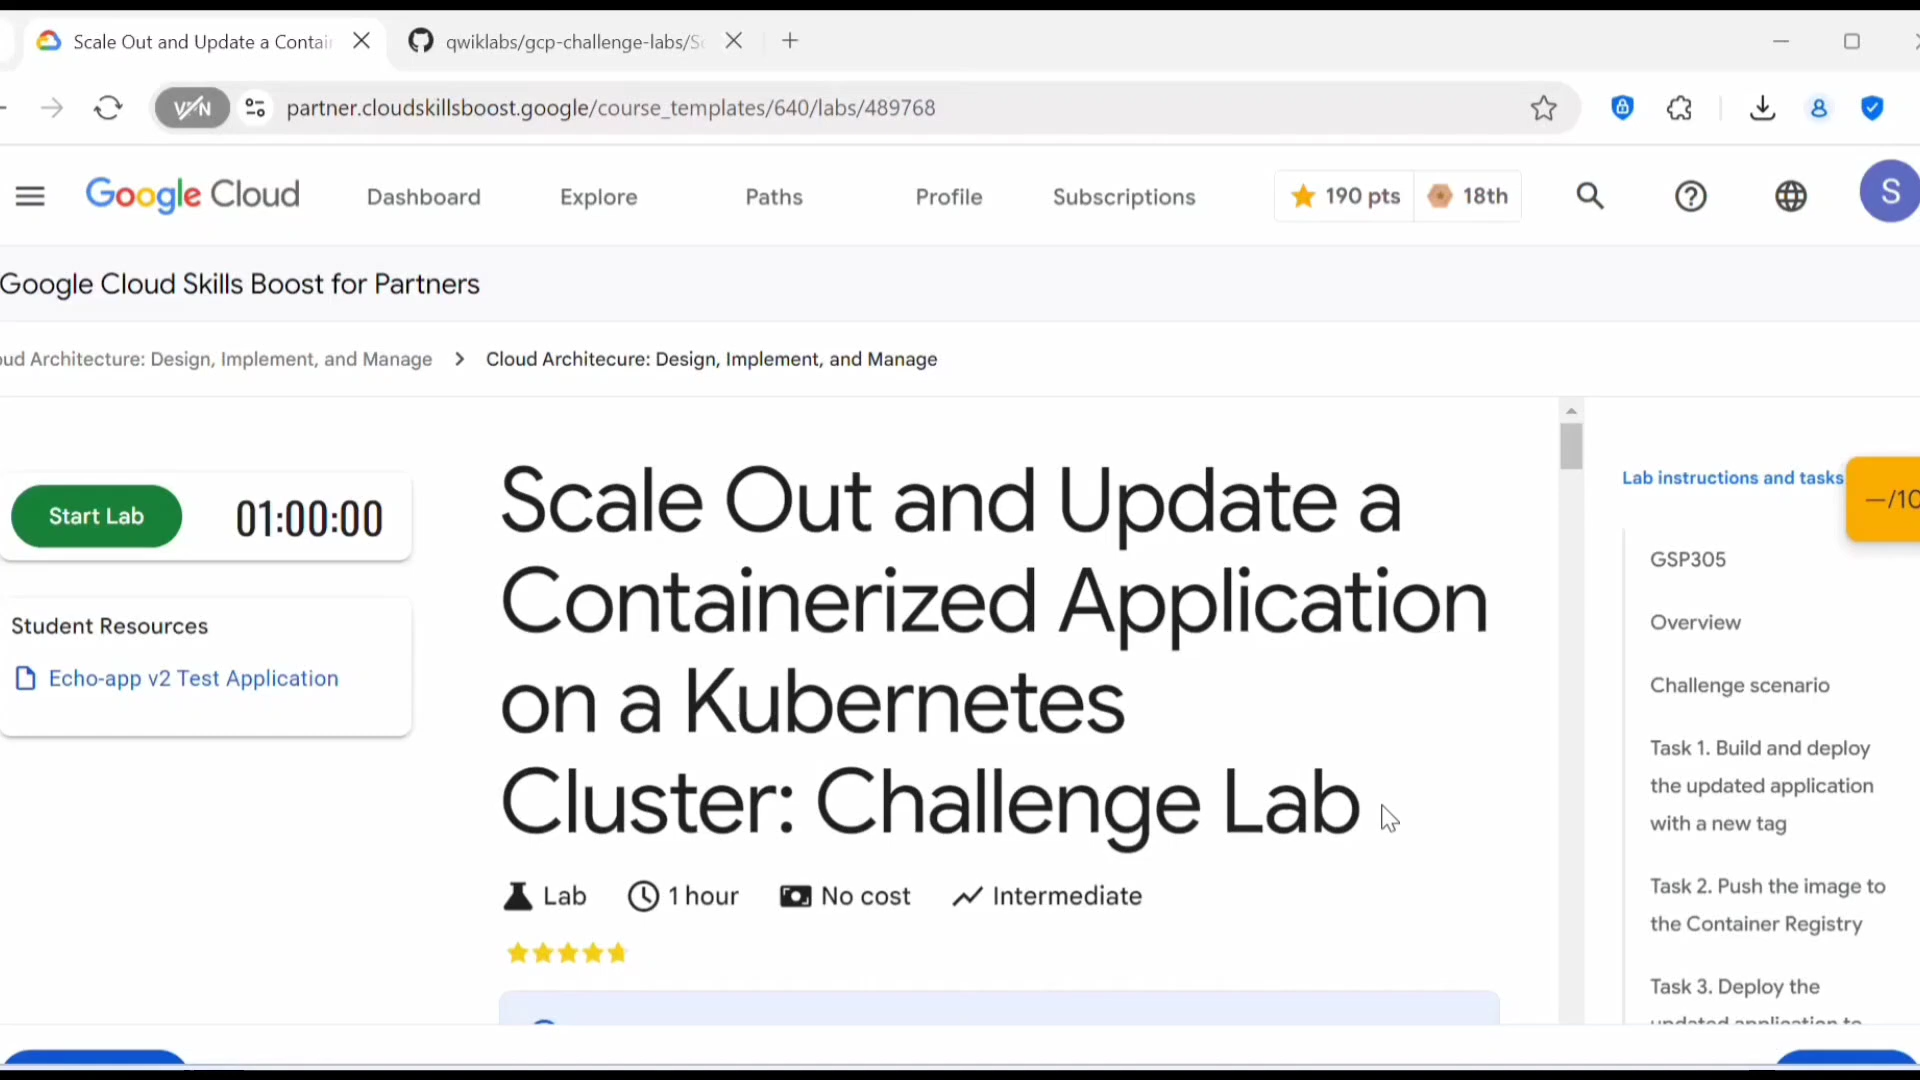 Scale Out and Update a Contai
qwiklabs/gcp-challenge-labs/S
VPN
partner.cloudskillsboost.google/course_templates/640/labs/489768
Google Cloud
Dashboard
Explore
Paths
Profile
Subscriptions
190 pts
18th
S
Google Cloud Skills Boost for Partners
oud Architecture: Design, Implement, and Manage > Cloud Architecure: Design, Implement, and Manage
Start Lab
01:00:00
Student Resources
Echo-app v2 Test Application
Scale Out and Update a
Containerized Application
on a Kubernetes
Cluster: Challenge Lab
Lab
1 hour
No cost
Intermediate
Lab instructions and tasks
—/10
GSP305
Overview
Challenge scenario
Task 1. Build and deploy
the updated application
with a new tag
Task 2. Push the image to
the Container Registry
Task 3. Deploy the
updated application to